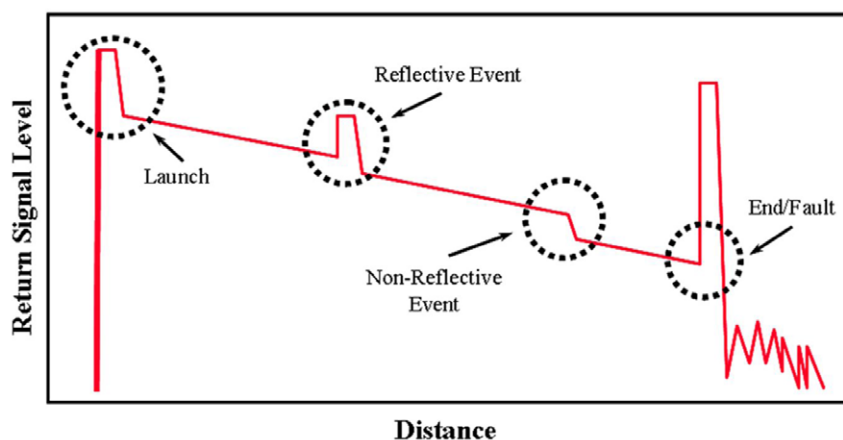 Reflective Event
Launch
End/Fault
Non-Reflective
Event
Return Signal Level
Distance